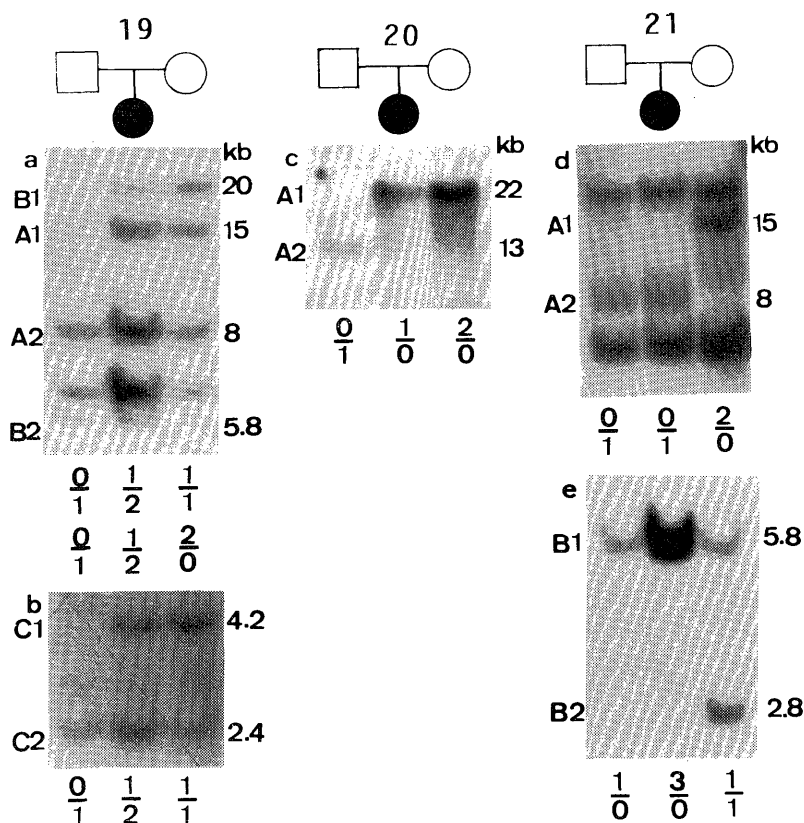 19 20 21
a kb
B1 20
A1 15
A2 8
B2 5.8
0/1 1/2 1/1
0/1 1/2 2/0
b
C1 4.2
C2 2.4
0/1 1/2 1/1
c kb
A1 22
A2 13
0/1 1/0 2/0
d kb
A1 15
A2 8
0/1 0/1 2/0
e
B1 5.8
B2 2.8
1/0 3/0 1/1